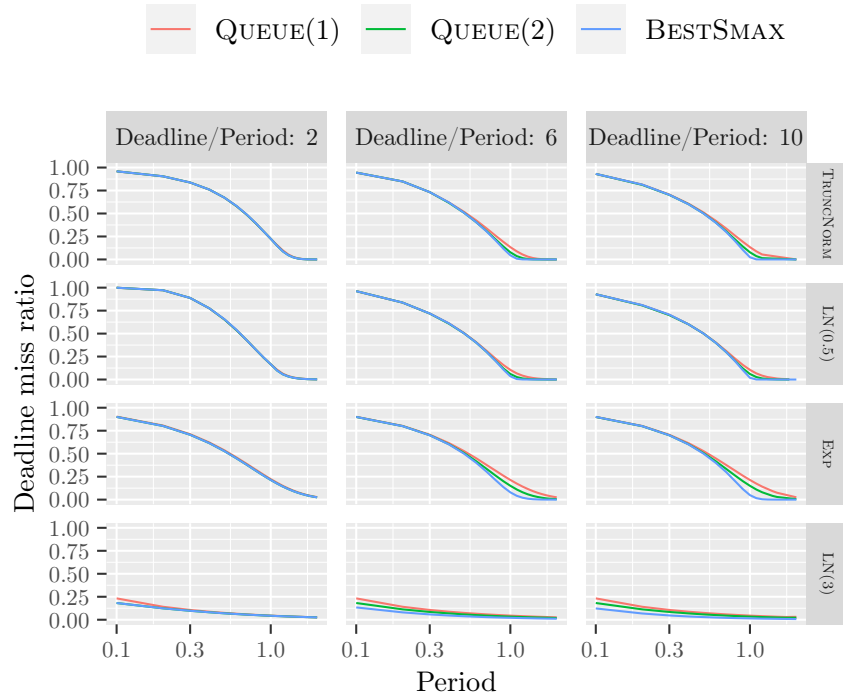 QUEUE(1) QUEUE(2) BESTSMAX
Deadline/Period: 2 Deadline/Period: 6 Deadline/Period: 10
Deadline miss ratio
1.00
0.75
0.50
0.25
0.00
TRUNCNORM
1.00
0.75
0.50
0.25
0.00
LN(0.5)
1.00
0.75
0.50
0.25
0.00
EXP
1.00
0.75
0.50
0.25
0.00
LN(3)
0.1 0.3 1.0 0.1 0.3 1.0 0.1 0.3 1.0
Period